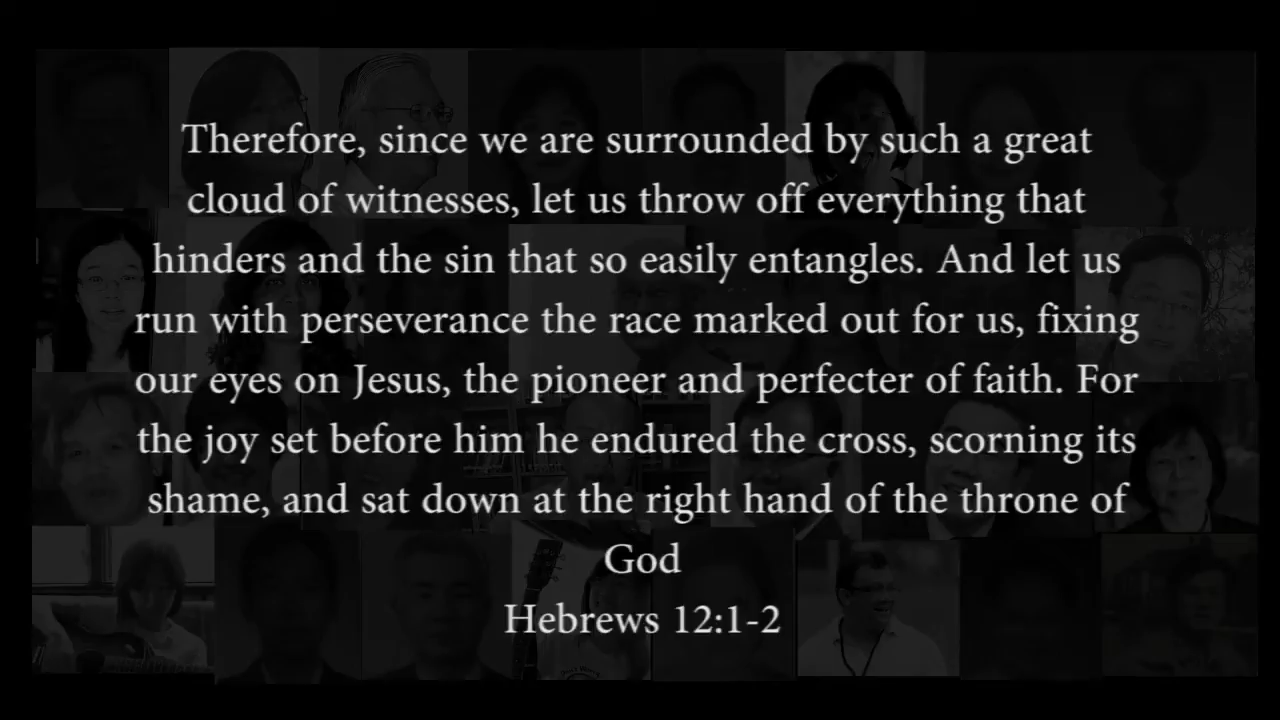 Therefore, since we are surrounded by such a great
cloud of witnesses, let us throw off everything that
hinders and the sin that so easily entangles. And let us
run with perseverance the race marked out for us, fixing
our eyes on Jesus, the pioneer and perfecter of faith. For
the joy set before him he endured the cross, scorning its
shame, and sat down at the right hand of the throne of
God
Hebrews 12:1-2